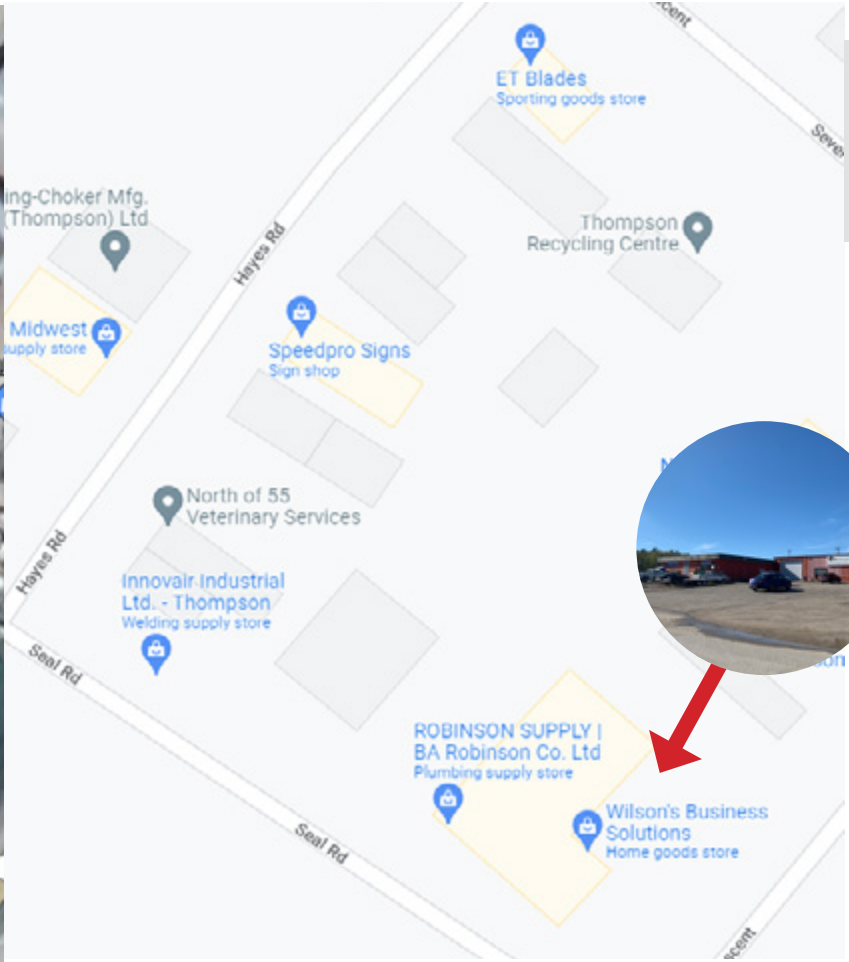 ET Blades
Sporting goods store
ing-Choker Mfg.
(Thompson) Ltd
Thompson
Recycling Centre
Hayes Rd
Midwest
supply store
Speedpro Signs
Sign shop
North of 55
Veterinary Services
Hayes Rd
Innovair Industrial
Ltd. - Thompson
Welding supply store
Seal Rd
ROBINSON SUPPLY |
BA Robinson Co. Ltd
Plumbing supply store
Wilson's Business
Solutions
Home goods store
Seal Rd